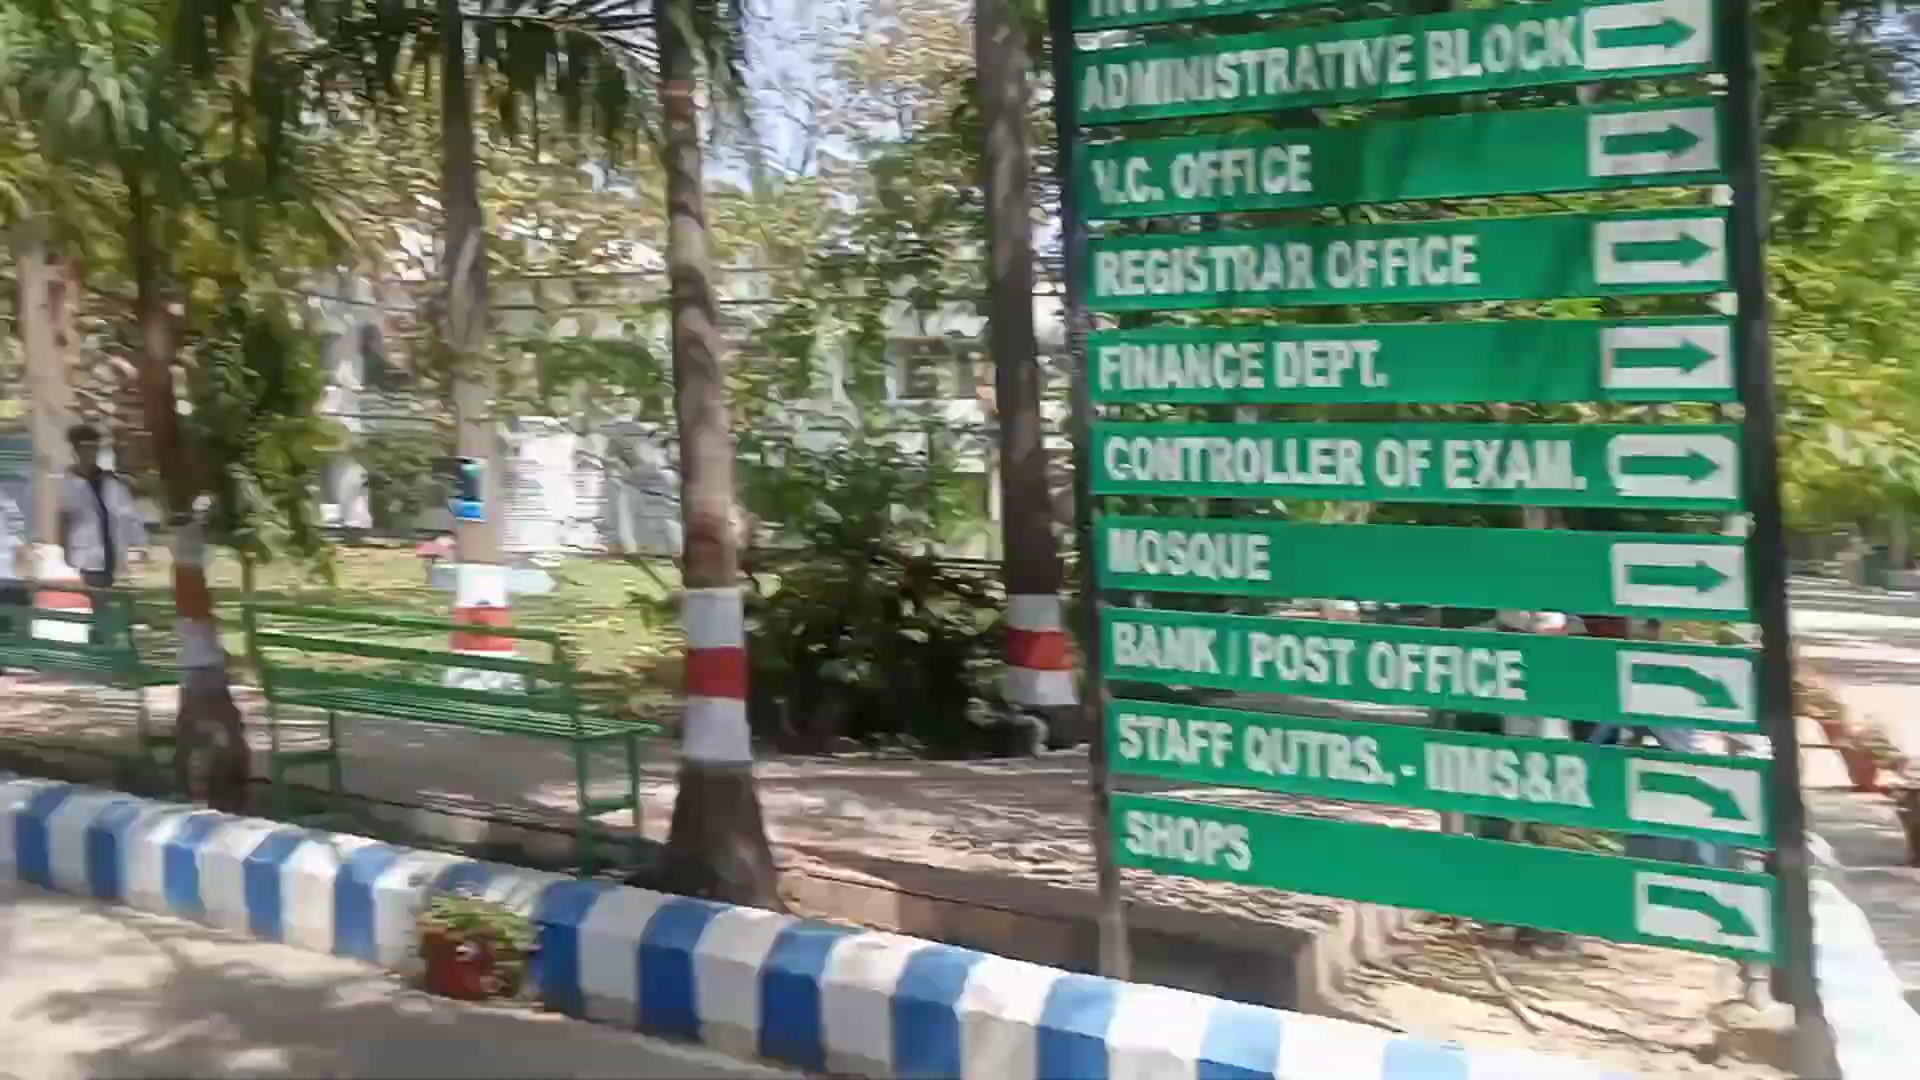 ADMINISTRATIVE BLOCK
V.C. OFFICE
REGISTRAR OFFICE
FINANCE DEPT.
CONTROLLER OF EXAM.
MOSQUE
BANK / POST OFFICE
STAFF QUTRS. - IIMS&R
SHOPS